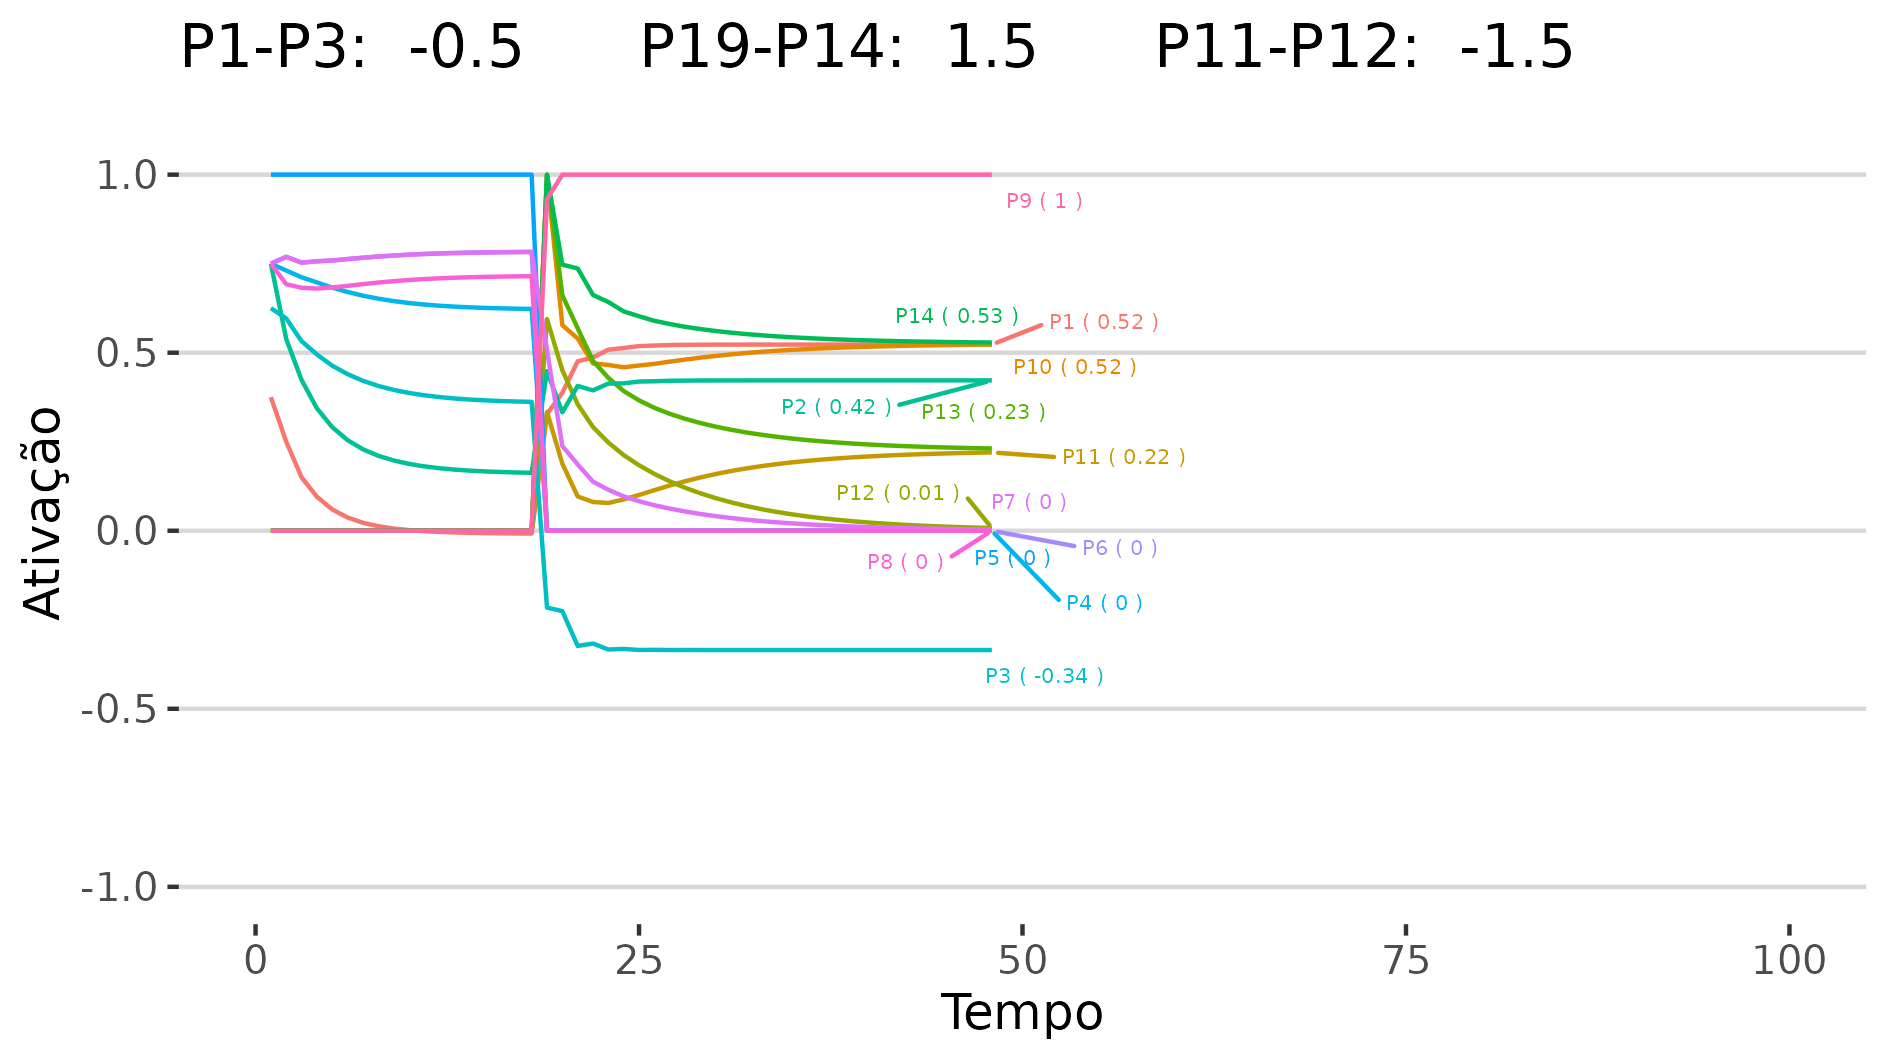 P1-P3: -0.5 P19-P14: 1.5 P11-P12: -1.5
1.0
P9 ( 1 )
P14 ( 0.53 )
P1 ( 0.52 )
0.5
P10 ( 0.52 )
P2 ( 0.42 )
P13 ( 0.23 )
P11 ( 0.22 )
P12 ( 0.01 )
P7 ( 0 )
0.0
P6 ( 0 )
P8 ( 0 )
P5 ( 0 )
P4 ( 0 )
P3 ( -0.34 )
-0.5
-1.0
Ativação
0 25 50 75 100
Tempo